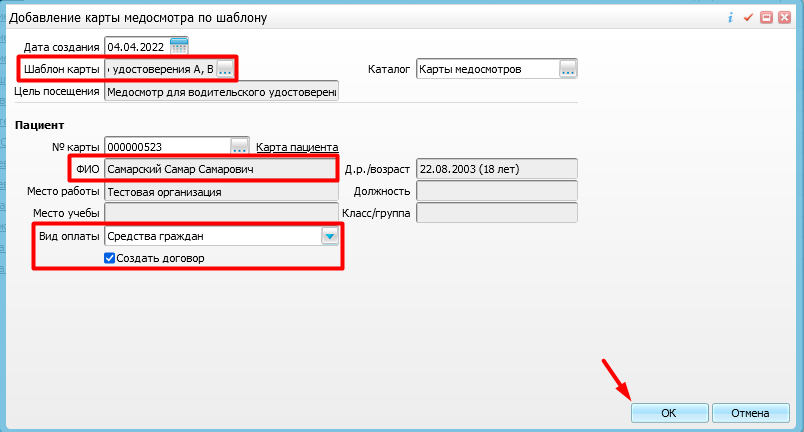 Добавление карты медосмотра по шаблону
Дата создания 04.04.2022
Шаблон карты удостоверения А, В ... Каталог Карты медосмотров ...
Цель посещения Медосмотр для водительского удостоверен
Пациент
№ карты 000000523 ... Карта пациента
ФИО Самарский Самар Самарович Д.р./возраст 22.08.2003 (18 лет)
Место работы Тестовая организация Должность
Место учебы Класс/группа
Вид оплаты Средства граждан
Создать договор
ОК Отмена